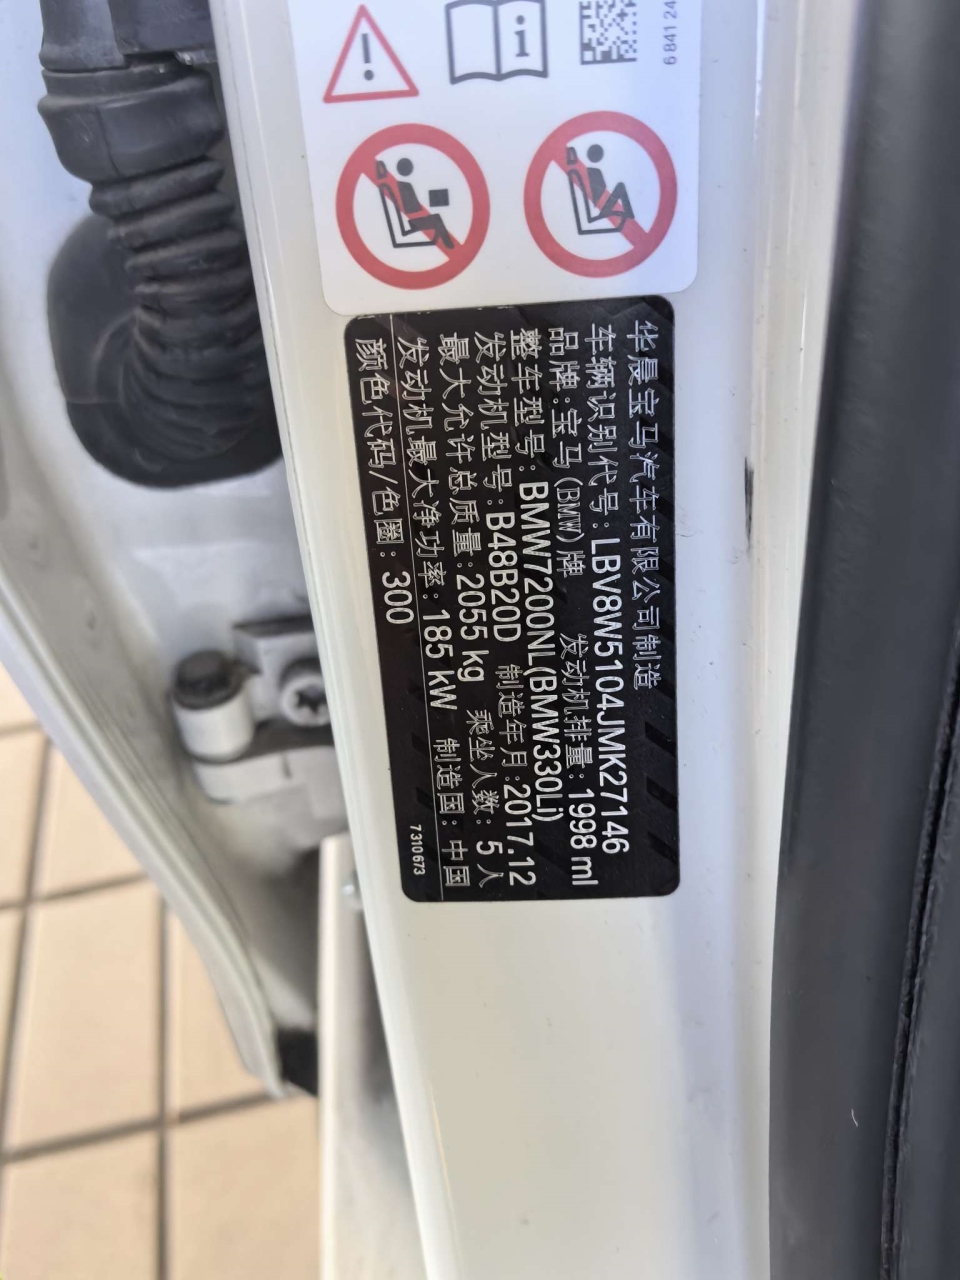 6 841 24
华晨宝马汽车有限公司制造
车辆识别代号:LBV8W5104JMK27146
品牌:宝马(BMW)牌 发动机排量:1998 ml
整车型号:BMW7200NL(BMW330Li)
发动机型号:B48B20D 制造年月:2017.12
最大允许总质量:2055 kg 乘坐人数:5人
发动机最大净功率:185 kW 制造国:中国
颜色代码/色圈:300
7310673